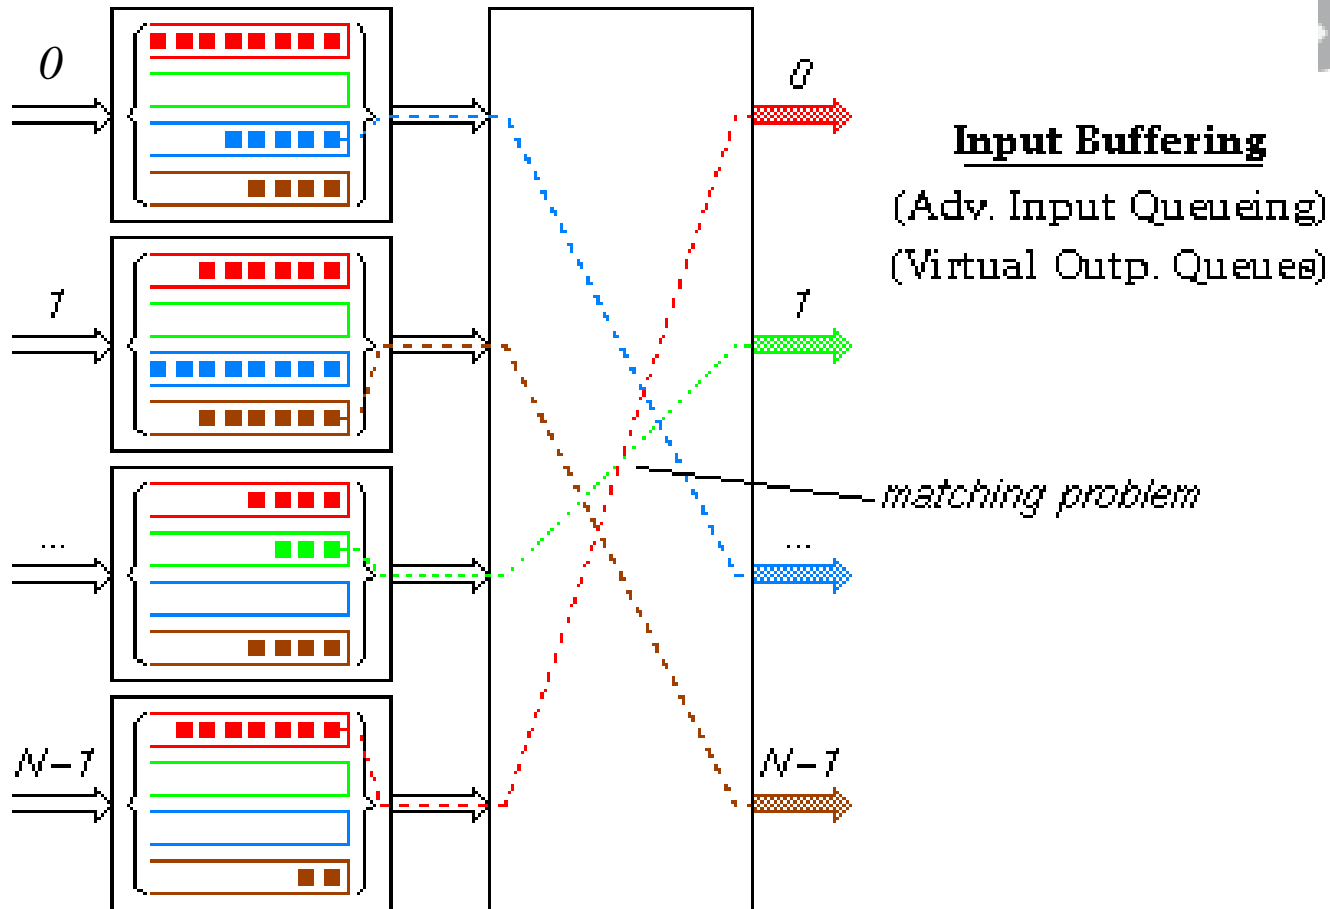 0
0
Input Buffering
(Adv. Input Queueing)
(Virtual Outp. Queues)
1
1
matching problem
...
...
N-1
N-1